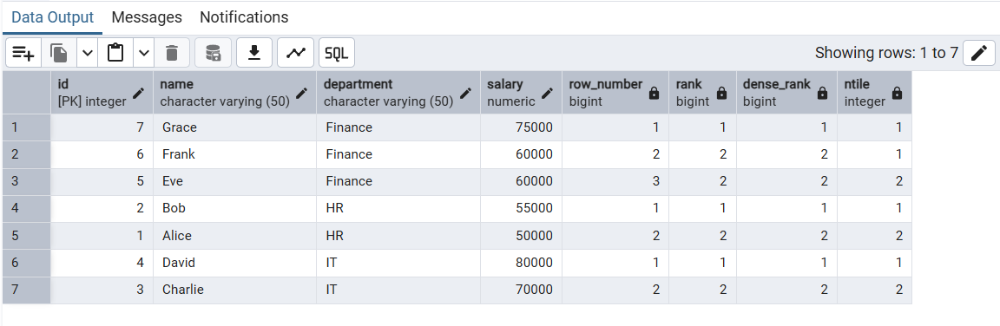 Data Output Messages Notifications
SQL Showing rows: 1 to 7
id name department salary row_number rank dense_rank ntile
[PK] integer character varying (50) character varying (50) numeric bigint bigint bigint integer
1 7 Grace Finance 75000 1 1 1 1
2 6 Frank Finance 60000 2 2 2 1
3 5 Eve Finance 60000 3 2 2 2
4 2 Bob HR 55000 1 1 1 1
5 1 Alice HR 50000 2 2 2 2
6 4 David IT 80000 1 1 1 1
7 3 Charlie IT 70000 2 2 2 2